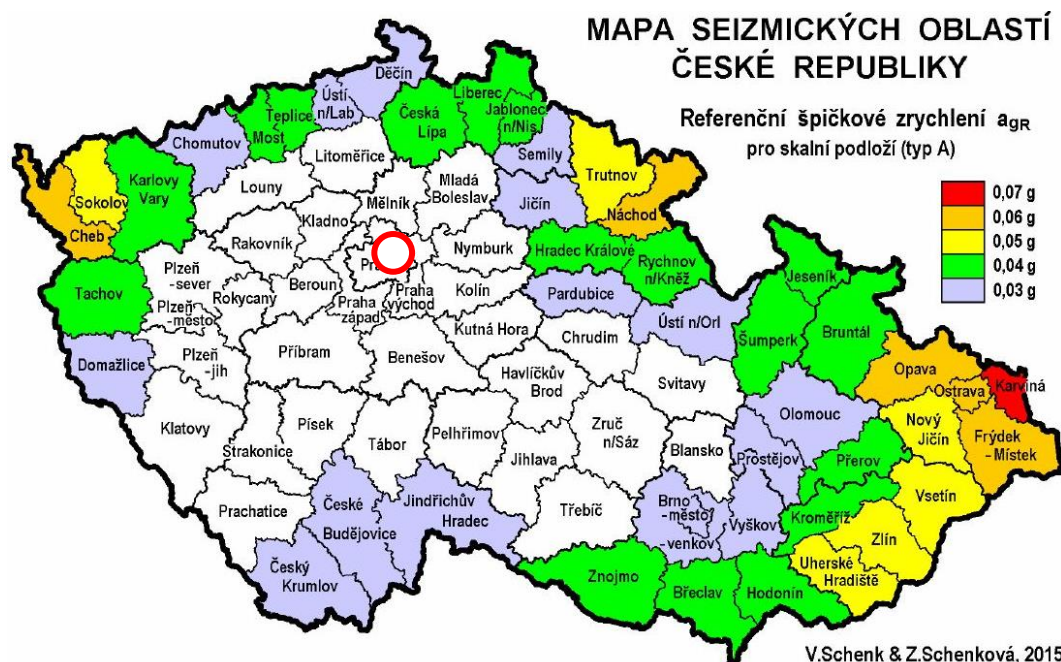 MAPA SEIZMICKÝCH OBLASTÍ
ČESKÉ REPUBLIKY
Referenční špičkové zrychlení aGR
pro skalní podloží (typ A)
0,07 g
0,06 g
0,05 g
0,04 g
0,03 g
Děčín
Ústí
n/Lab
Teplice
Most
Chomutov
Česká
Lípa
Liberec
Jablonec
n/Nis
Semily
Trutnov
Náchod
Jičín
Litoměřice
Louny
Mělník
Mladá
Boleslav
Karlovy
Vary
Sokolov
Cheb
Kladno
Rakovník
Nymburk
Hradec Králové
Rychnov
n/Kněž
Jeseník
Tachov
Plzeň
-sever
Plzeň
-město
Rokycany
Beroun
Praha
západ
Praha
východ
Kolín
Pardubice
Ústí n/Orl
Šumperk
Bruntál
Domažlice
Plzeň
-jih
Příbram
Benešov
Kutná Hora
Chrudim
Svitavy
Opava
Ostrava
Karviná
Havlíčkův
Brod
Olomouc
Nový
Jičín
Frýdek
-Místek
Klatovy
Strakonice
Písek
Tábor
Pelhřimov
Jihlava
Zruč
n/Sáz
Blansko
Prostějov
Přerov
Vsetín
Prachatice
České
Budějovice
Jindřichův
Hradec
Třebíč
Brno
-město
-venkov
Vyškov
Kroměříž
Zlín
Český
Krumlov
Znojmo
Břeclav
Hodonín
Uherské
Hradiště
V.Schenk & Z.Schenková, 2015